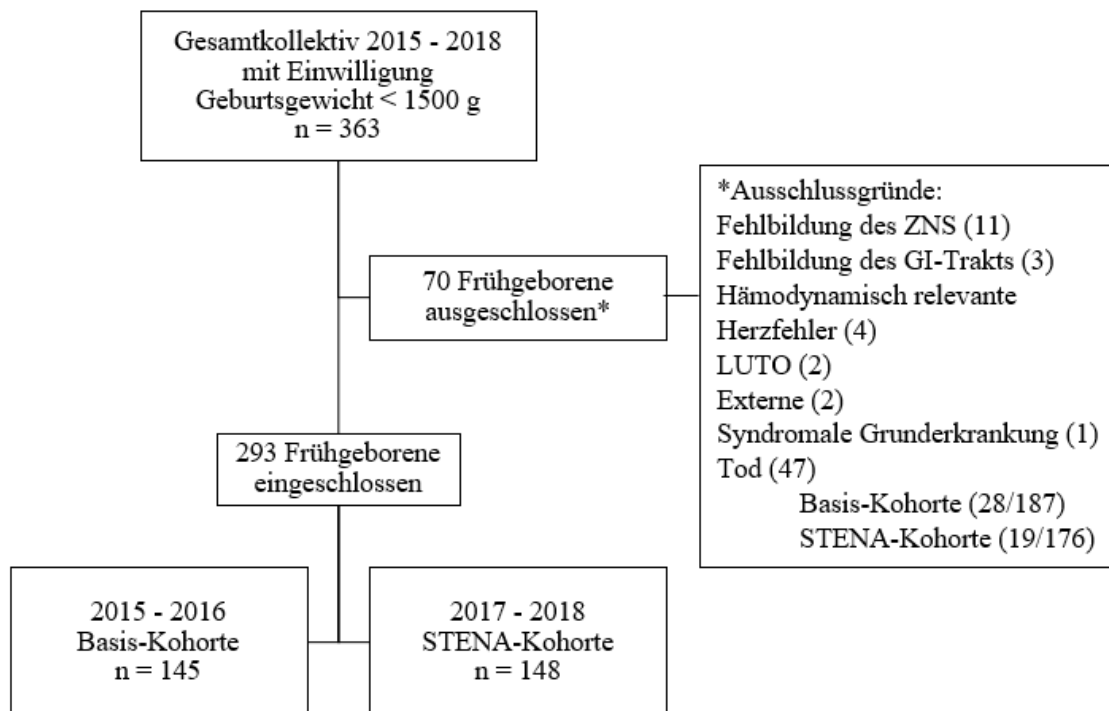 Gesamtkollektiv 2015 - 2018
mit Einwilligung
Geburtsgewicht < 1500 g
n = 363
70 Frühgeborene
ausgeschlossen*
*Ausschlussgründe:
Fehlbildung des ZNS (11)
Fehlbildung des GI-Trakts (3)
Hämodynamisch relevante
Herzfehler (4)
LUTO (2)
Externe (2)
Syndromale Grunderkrankung (1)
Tod (47)
Basis-Kohorte (28/187)
STENA-Kohorte (19/176)
293 Frühgeborene
eingeschlossen
2015 - 2016
Basis-Kohorte
n = 145
2017 - 2018
STENA-Kohorte
n = 148